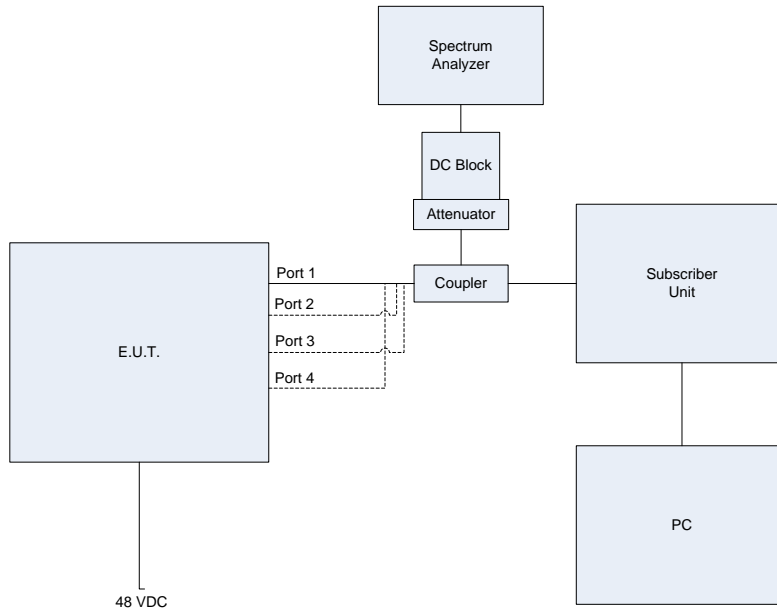 Spectrum
Analyzer
DC Block
Attenuator
Coupler
Port 1
Port 2
Port 3
Port 4
E.U.T.
Subscriber
Unit
PC
48 VDC